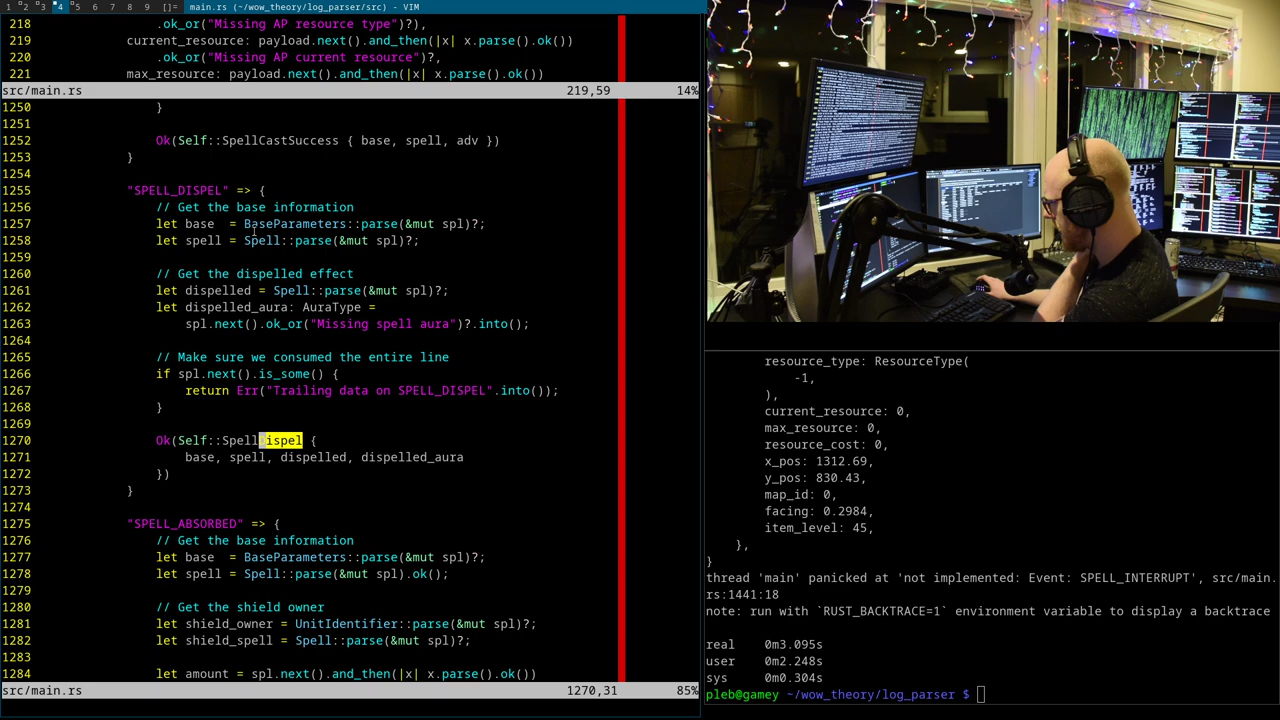 1 2 3 4 5 6 7 8 9 []= main.rs (~/wow_theory/log_parser/src) - VIM
218 .ok_or("Missing AP resource type")?),
219 current_resource: payload.next().and_then(|x| x.parse().ok())
220 .ok_or("Missing AP current resource")?,
221 max_resource: payload.next().and_then(|x| x.parse().ok())
src/main.rs 219,59 14%
1250 }
1251
1252 Ok(Self::SpellCastSuccess { base, spell, adv })
1253 }
1254
1255 "SPELL_DISPEL" => {
1256 // Get the base information
1257 let base  = BaseParameters::parse(&mut spl)?;
1258 let spell = Spell::parse(&mut spl)?;
1259
1260 // Get the dispelled effect
1261 let dispelled = Spell::parse(&mut spl)?;
1262 let dispelled_aura: AuraType =
1263 spl.next().ok_or("Missing spell aura")?.into();
1264
1265 // Make sure we consumed the entire line
1266 if spl.next().is_some() {
1267 return Err("Trailing data on SPELL_DISPEL".into());
1268 }
1269
1270 Ok(Self::SpellDispel {
1271 base, spell, dispelled, dispelled_aura
1272 })
1273 }
1274
1275 "SPELL_ABSORBED" => {
1276 // Get the base information
1277 let base  = BaseParameters::parse(&mut spl)?;
1278 let spell = Spell::parse(&mut spl).ok();
1279
1280 // Get the shield owner
1281 let shield_owner = UnitIdentifier::parse(&mut spl)?;
1282 let shield_spell = Spell::parse(&mut spl)?;
1283
1284 let amount = spl.next().and_then(|x| x.parse().ok())
src/main.rs 1270,31 85%
resource_type: ResourceType(
-1,
),
current_resource: 0,
max_resource: 0,
resource_cost: 0,
x_pos: 1312.69,
y_pos: 830.43,
map_id: 0,
facing: 0.2984,
item_level: 45,
},
}
thread 'main' panicked at 'not implemented: Event: SPELL_INTERRUPT', src/main.
rs:1441:18
note: run with `RUST_BACKTRACE=1` environment variable to display a backtrace
real 0m3.095s
user 0m2.248s
sys 0m0.304s
pleb@gamey ~/wow_theory/log_parser $